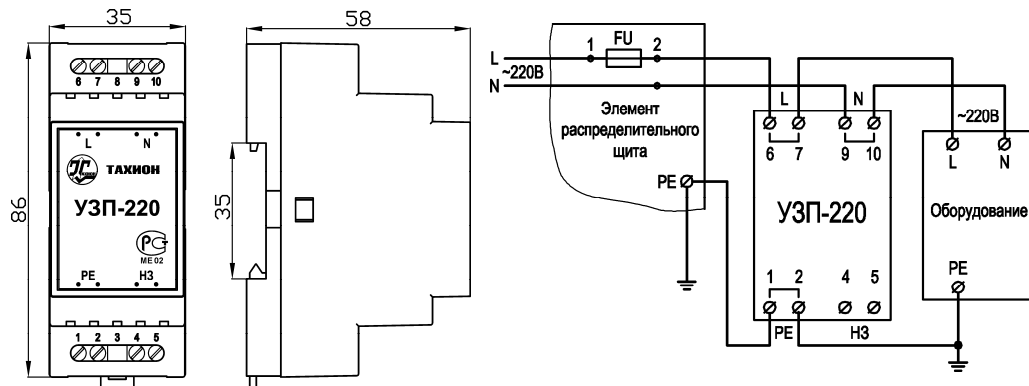 35
58
86
35
6 7 8 9 10
L N
ТАХИОН
УЗП-220
РСТ
МЕ 02
PE НЗ
1 2 3 4 5
L
~220В
N
1 FU 2
Элемент
распределительного
щита
PE
L N
6 7 9 10
УЗП-220
1 2 4 5
PE НЗ
~220В
L N
Оборудование
PE